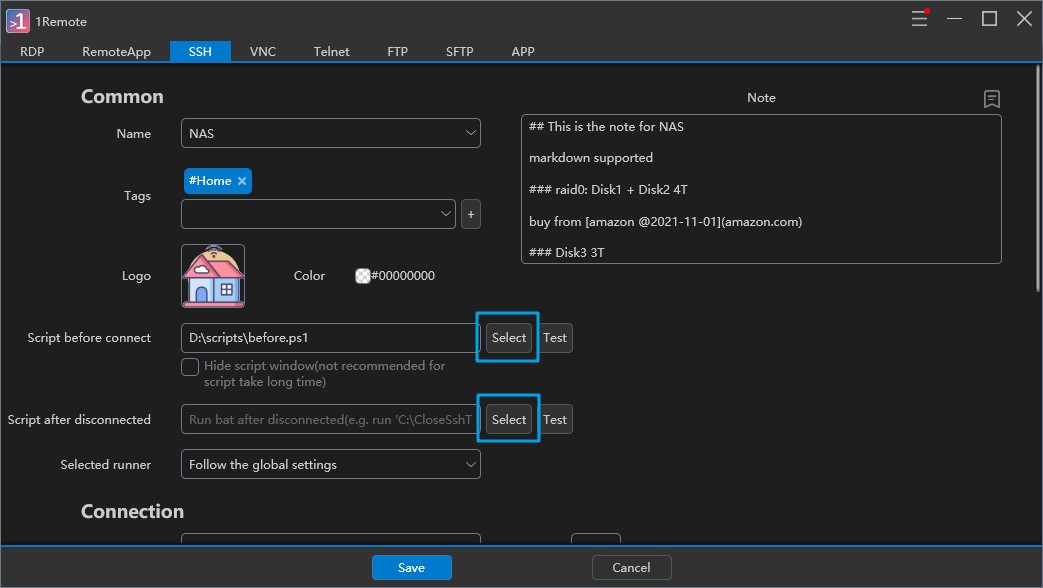 1Remote
RDP RemoteApp SSH VNC Telnet FTP SFTP APP
Common
Name NAS
Tags #Home
+
Logo Color #00000000
Script before connect D:\scripts\before.ps1 Select Test
Hide script window(not recommended for
script take long time)
Script after disconnected Run bat after disconnected(e.g. run 'C:\CloseSshT Select Test
Selected runner Follow the global settings
Note
## This is the note for NAS
markdown supported
### raid0: Disk1 + Disk2 4T
buy from [amazon @2021-11-01](amazon.com)
### Disk3 3T
Connection
Save Cancel